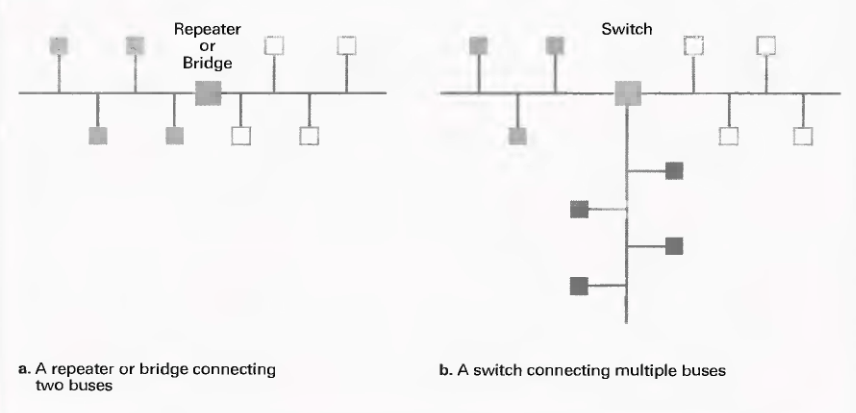 Repeater
or
Bridge
Switch
a. A repeater or bridge connecting
two buses
b. A switch connecting multiple buses